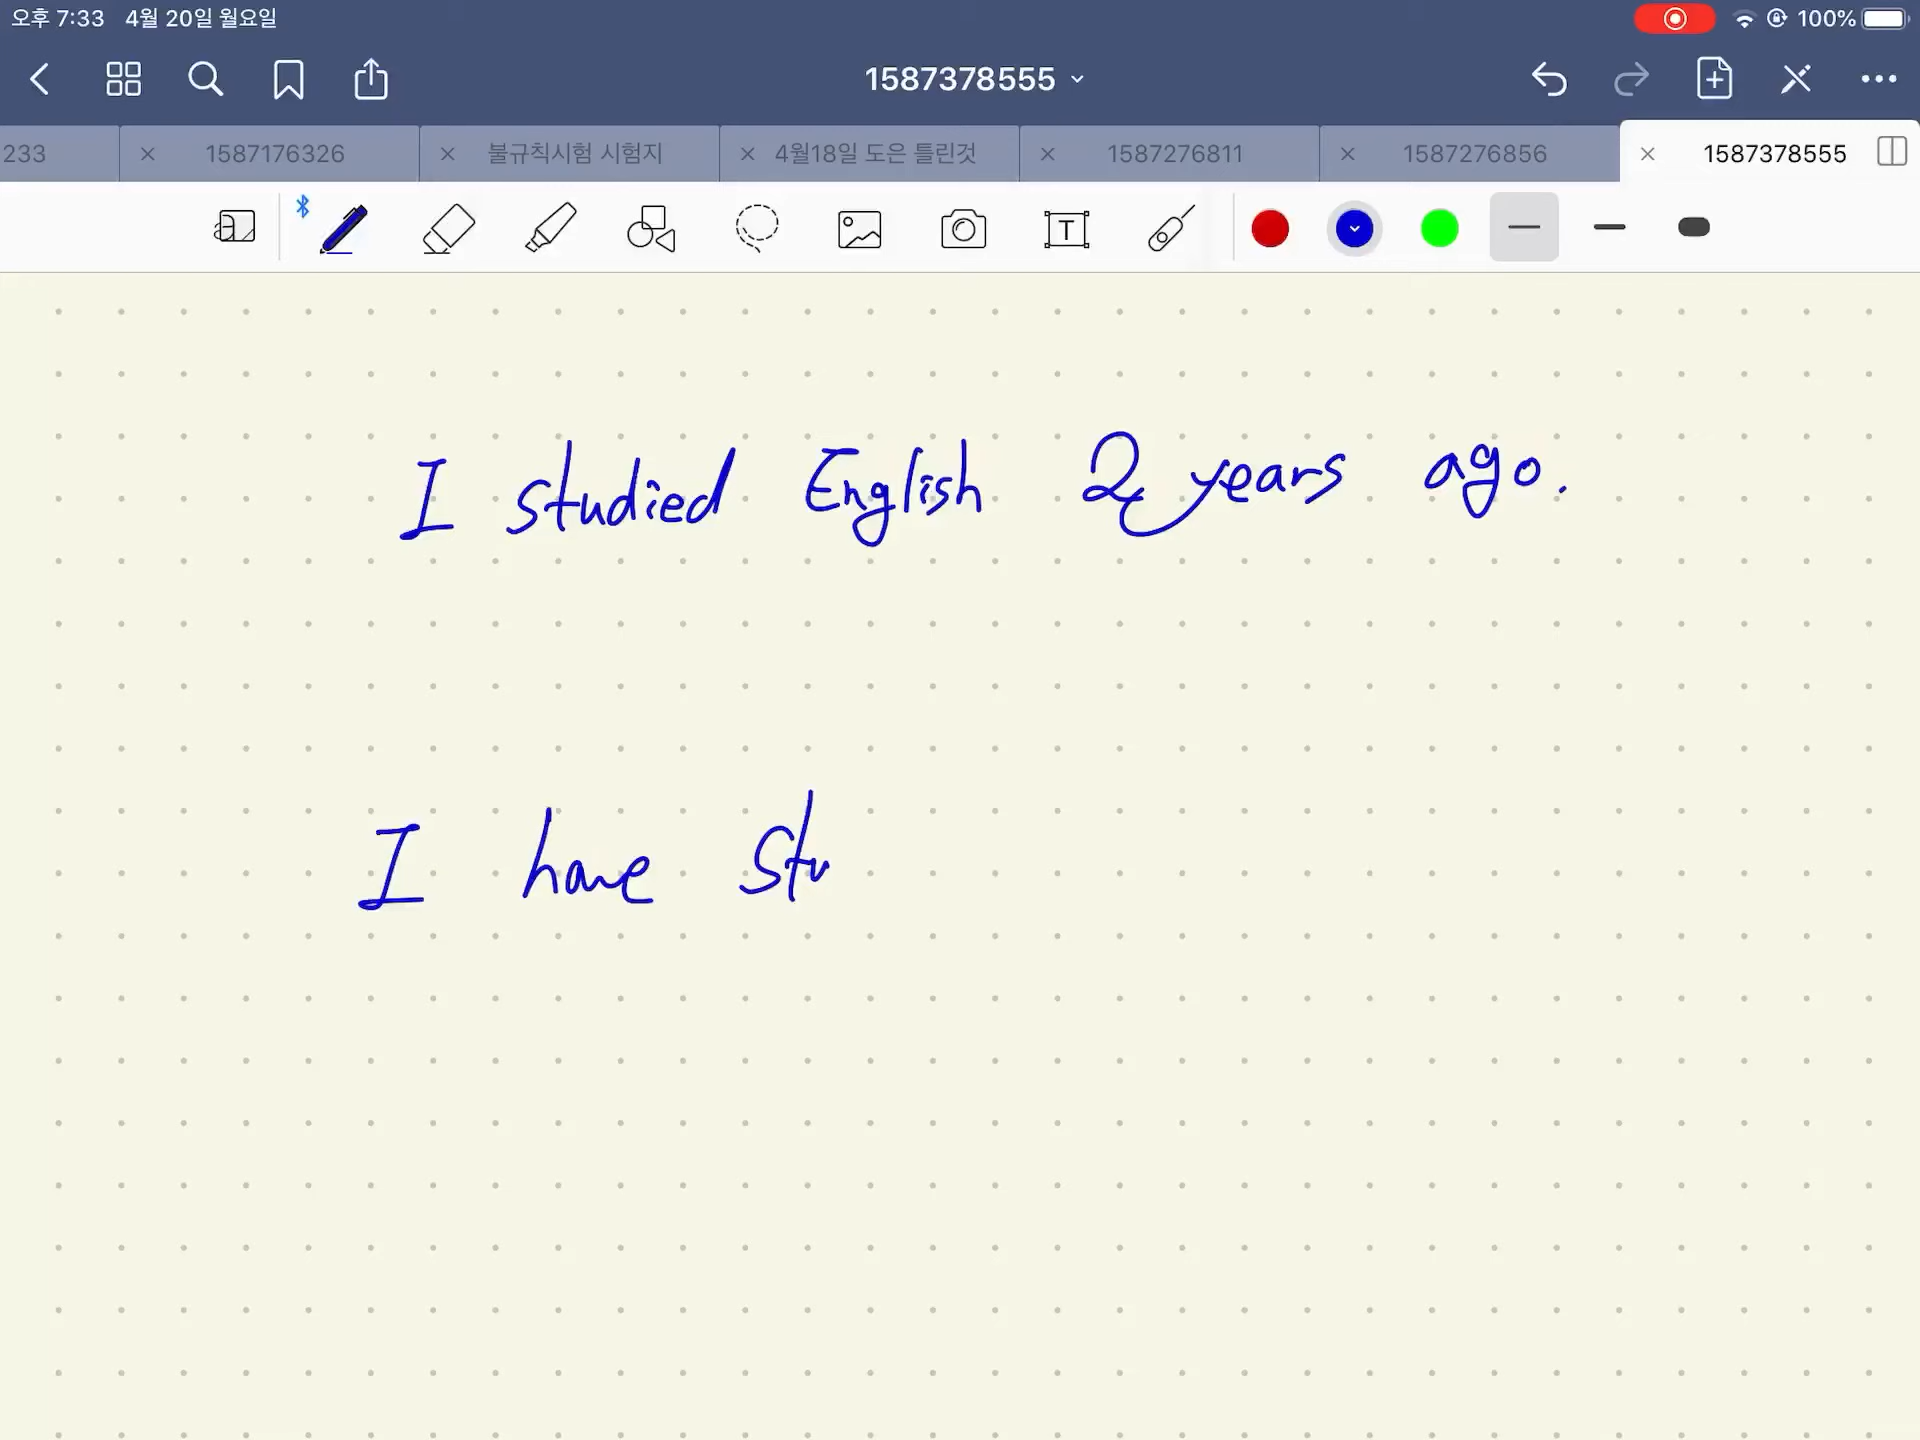 오후 7:33 4월 20일 월요일 100%
1587378555
233 1587176326 불규칙시험 시험지 4월18일 도은 틀린것 1587276811 1587276856 1587378555
a T
I studied English 2 years ago.
I have stu